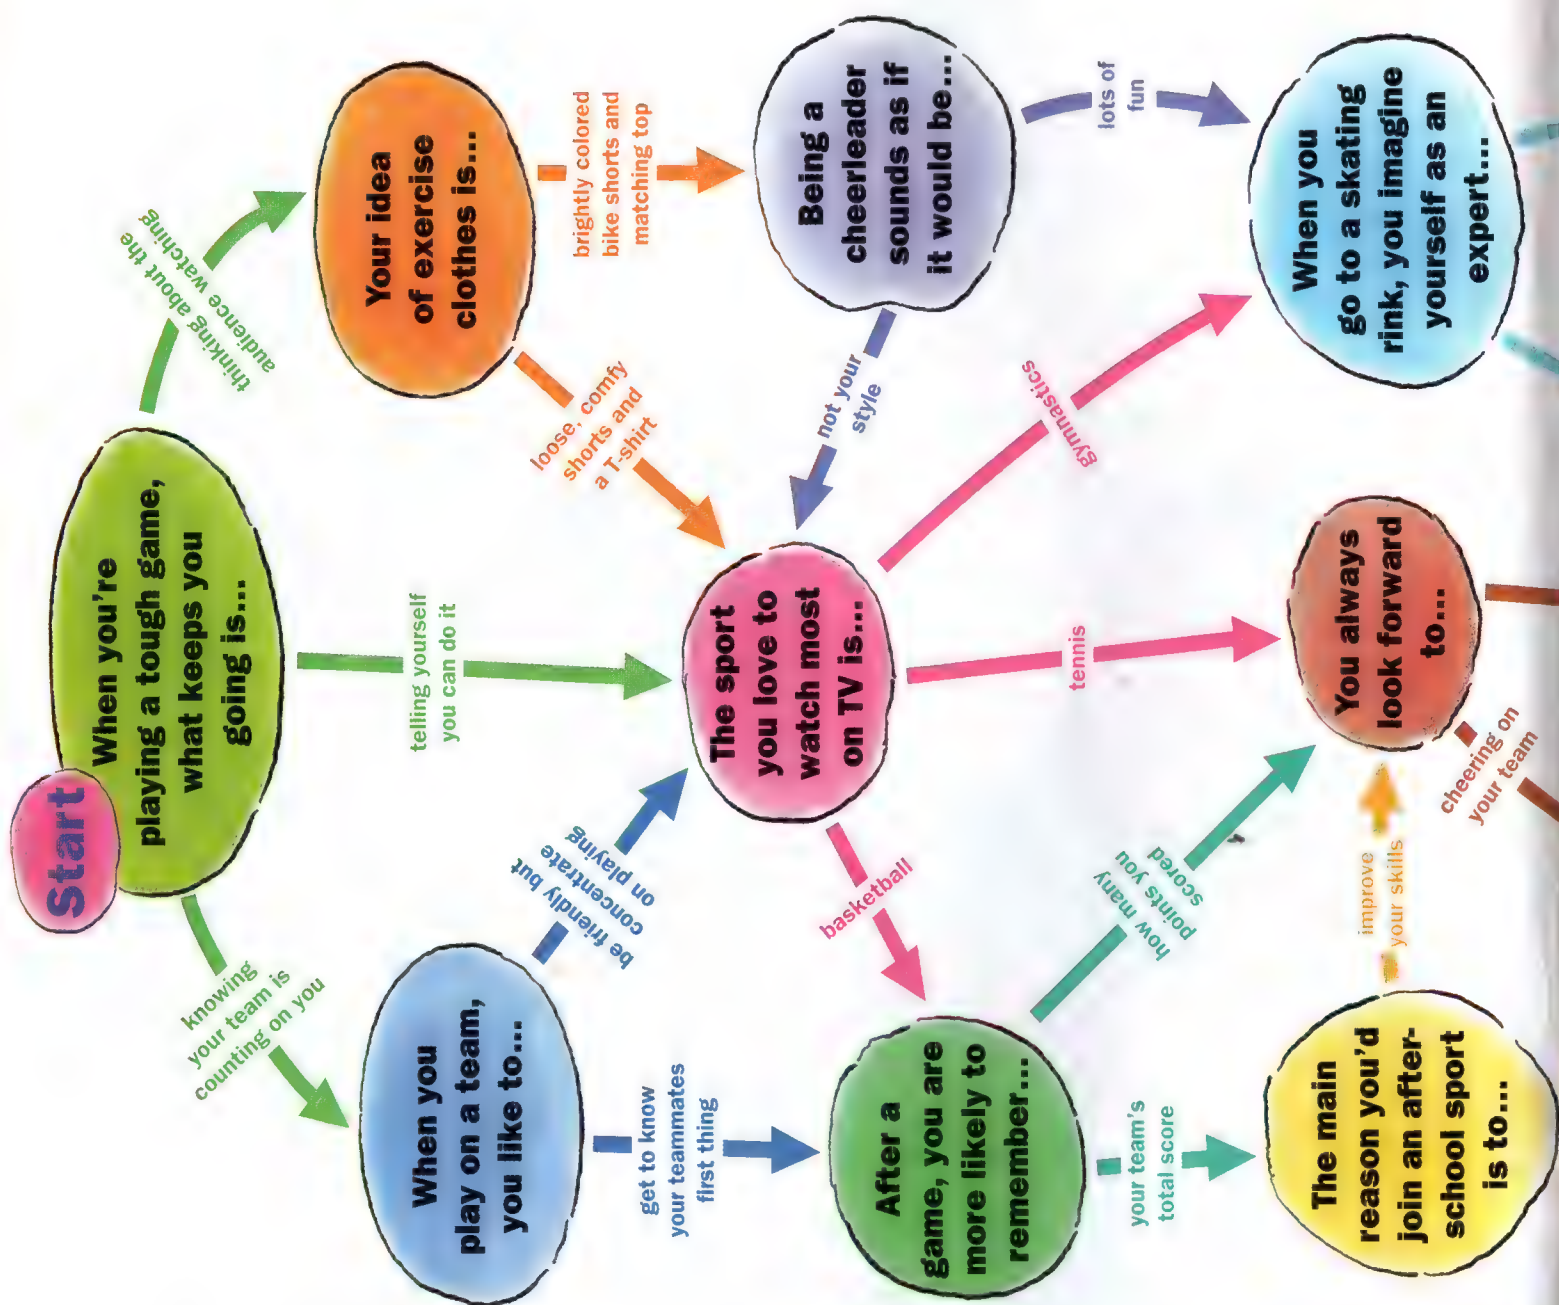 Start
When you're
playing a tough game,
what keeps you
going is...
knowing
your team is
counting on you
telling yourself
you can do it
thinking about the
audience watching
When you
play on a team,
you like to...
be friendly but
concentrate
on playing
get to know
your teammates
first thing
Your idea
of exercise
clothes is...
loose, comfy
shorts and
a T-shirt
brightly colored
bike shorts and
matching top
The sport
you love to
watch most
on TV is...
basketball
tennis
gymnastics
Being a
cheerleader
sounds as if
it would be...
not your
style
lots of
fun
After a
game, you are
more likely to
remember...
your team's
total score
how many
points you
scored
The main
reason you'd
join an after-
school sport
is to...
improve
your skills
You always
look forward
to...
cheering on
your team
When you
go to a skating
rink, you imagine
yourself as an
expert...